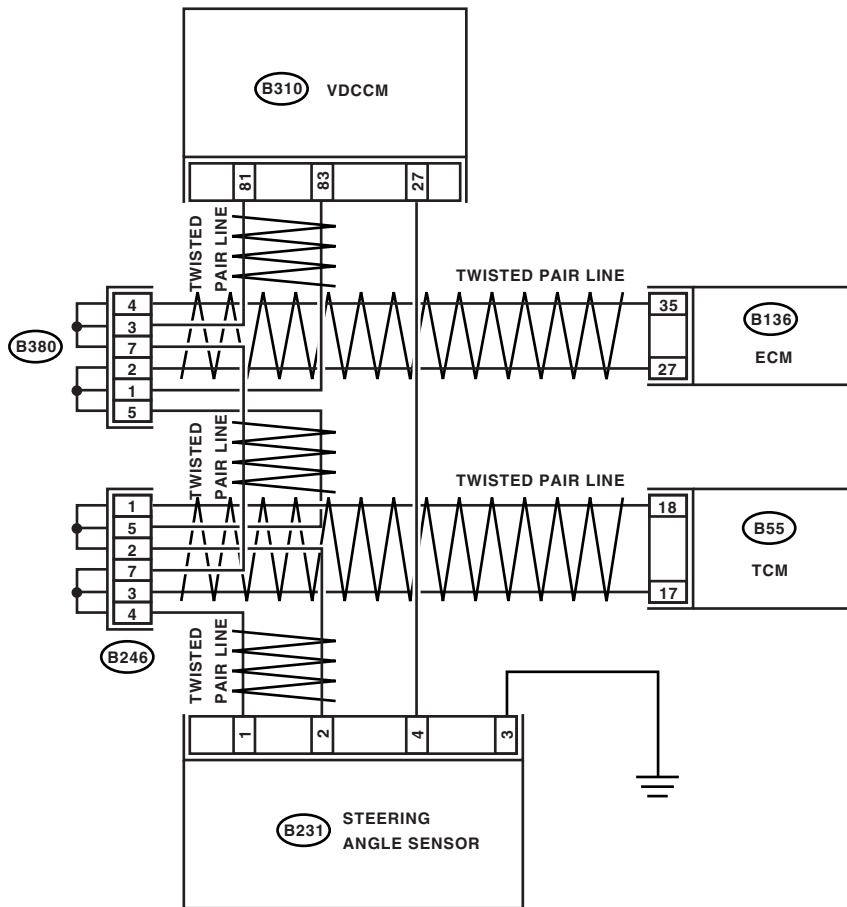 B310 VDCCM
81 83 27
TWISTED
PAIR LINE
TWISTED PAIR LINE
4
3
7
2
1
5
B380
35
27
B136
ECM
TWISTED
PAIR LINE
TWISTED PAIR LINE
1
5
2
7
3
4
B246
18
17
B55
TCM
TWISTED
PAIR LINE
1 2 4 3
B231 STEERING
ANGLE SENSOR